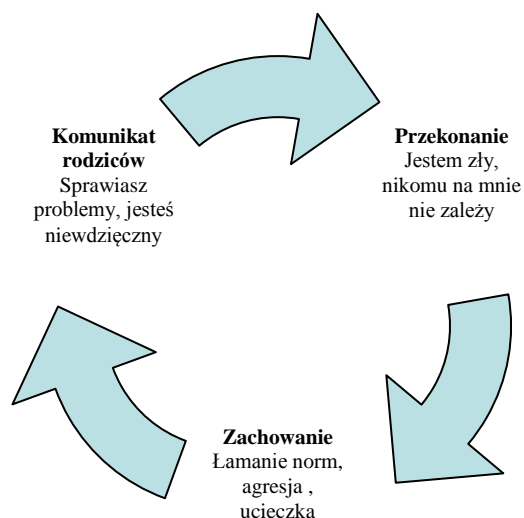 Komunikat
rodziców
Sprawiasz
problemy, jesteś
niewdzięczny
Przekonanie
Jestem zły,
nikomu na mnie
nie zależy
Zachowanie
Łamanie norm,
agresja ,
ucieczka